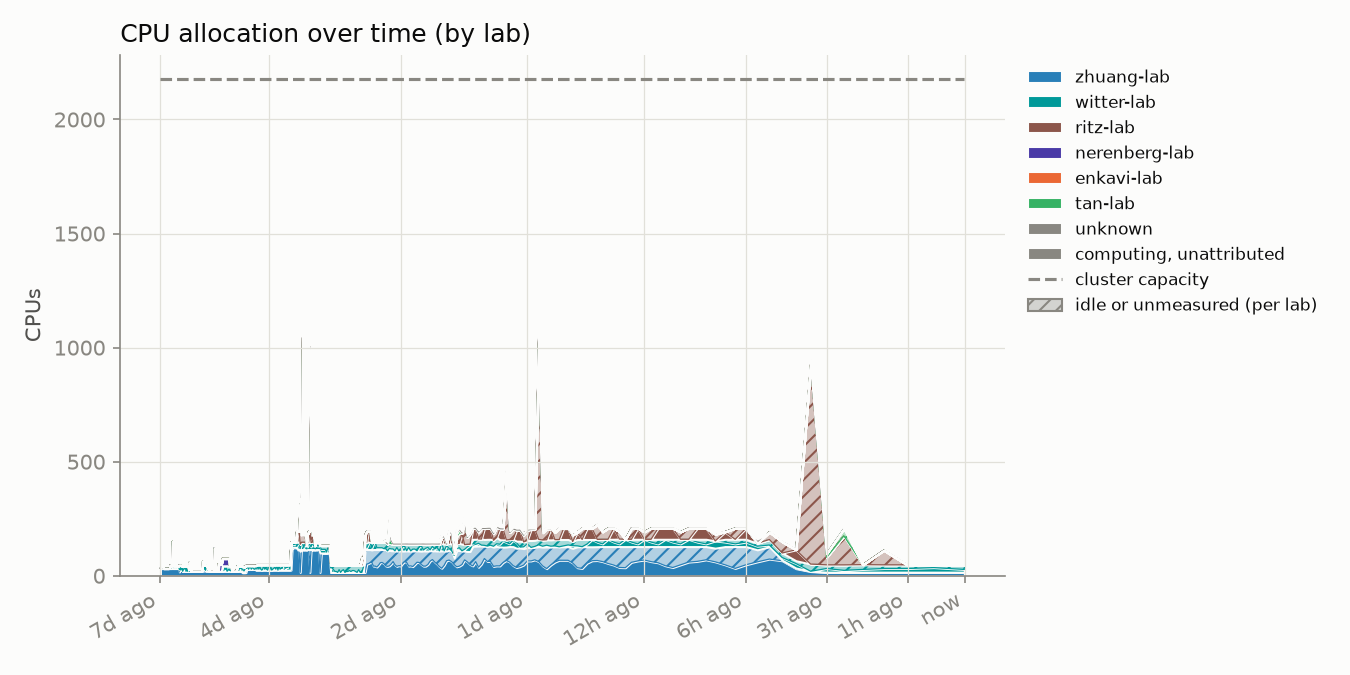 CPU allocation over time (by lab)
zhuang-lab
witter-lab
ritz-lab
nerenberg-lab
enkavi-lab
tan-lab
unknown
computing, unattributed
cluster capacity
idle or unmeasured (per lab)
CPUs
2000
1500
1000
500
0
7d ago
4d ago
2d ago
1d ago
12h ago
6h ago
3h ago
1h ago
now